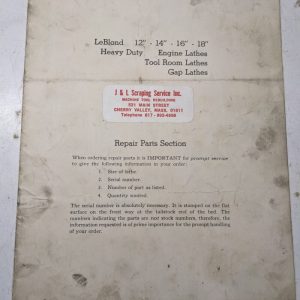 LeBlond 12" - 14" - 16" - 18"
Heavy Duty Engine Lathes
Tool Room Lathes
Gap Lathes
J & L Scraping Service Inc.
MACHINE TOOL REBUILDING
521 MAIN STREET
CHERRY VALLEY, MASS. 01611
Telephone 617 - 892-4698
Repair Parts Section
When ordering repair parts it is IMPORTANT for prompt service
to give the following information in your order:
1. Size of lathe.
2. Serial number.
3. Number of part as listed.
4. Quantity wanted.
The serial number is absolutely necessary. It is stamped on the flat
surface on the front way at the tailstock end of the bed. The
numbers indicating the parts are not stock numbers, therefore, the
information requested is of prime importance for the prompt handling
of your order.